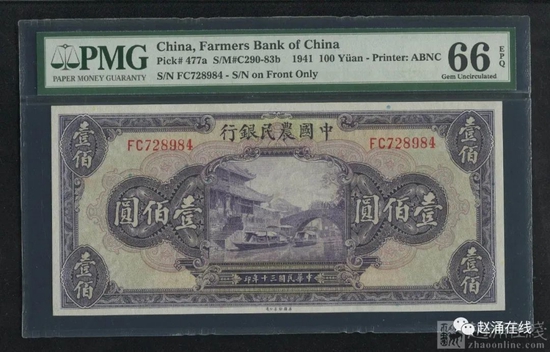 PMG
PAPER MONEY GUARANTY
China, Farmers Bank of China
Pick# 477a S/M#C290-83b 1941 100 Yüan - Printer: ABNC
S/N FC728984 - S/N on Front Only
66 EPQ
Gem Uncirculated
行銀民農國中
壹佰
壹佰
FC728984
FC728984
圓佰壹
圓佰壹
壹佰
壹佰
印年十三國民華中
赵涌在线
zhaoonline.com